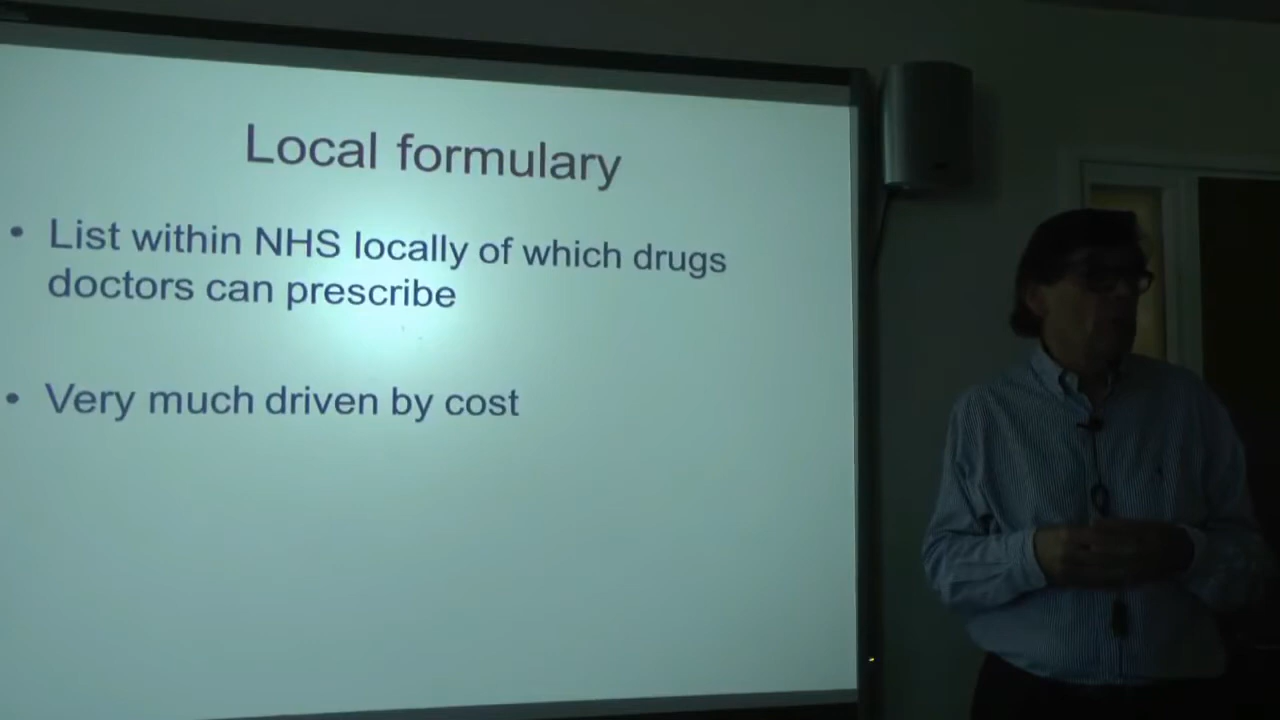 Local formulary
• List within NHS locally of which drugs
doctors can prescribe
• Very much driven by cost